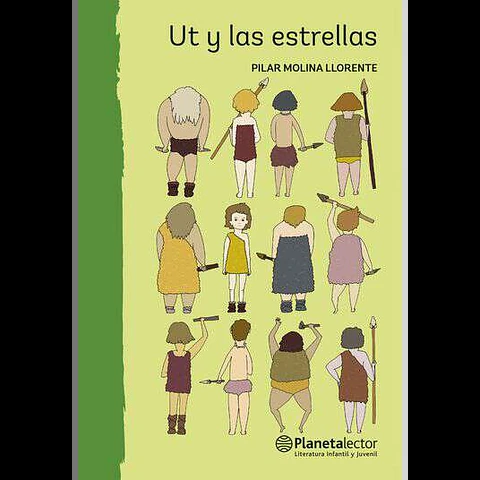 Ut y las estrellas
PILAR MOLINA LLORENTE
Planetalector
Literatura Infantil y Juvenil